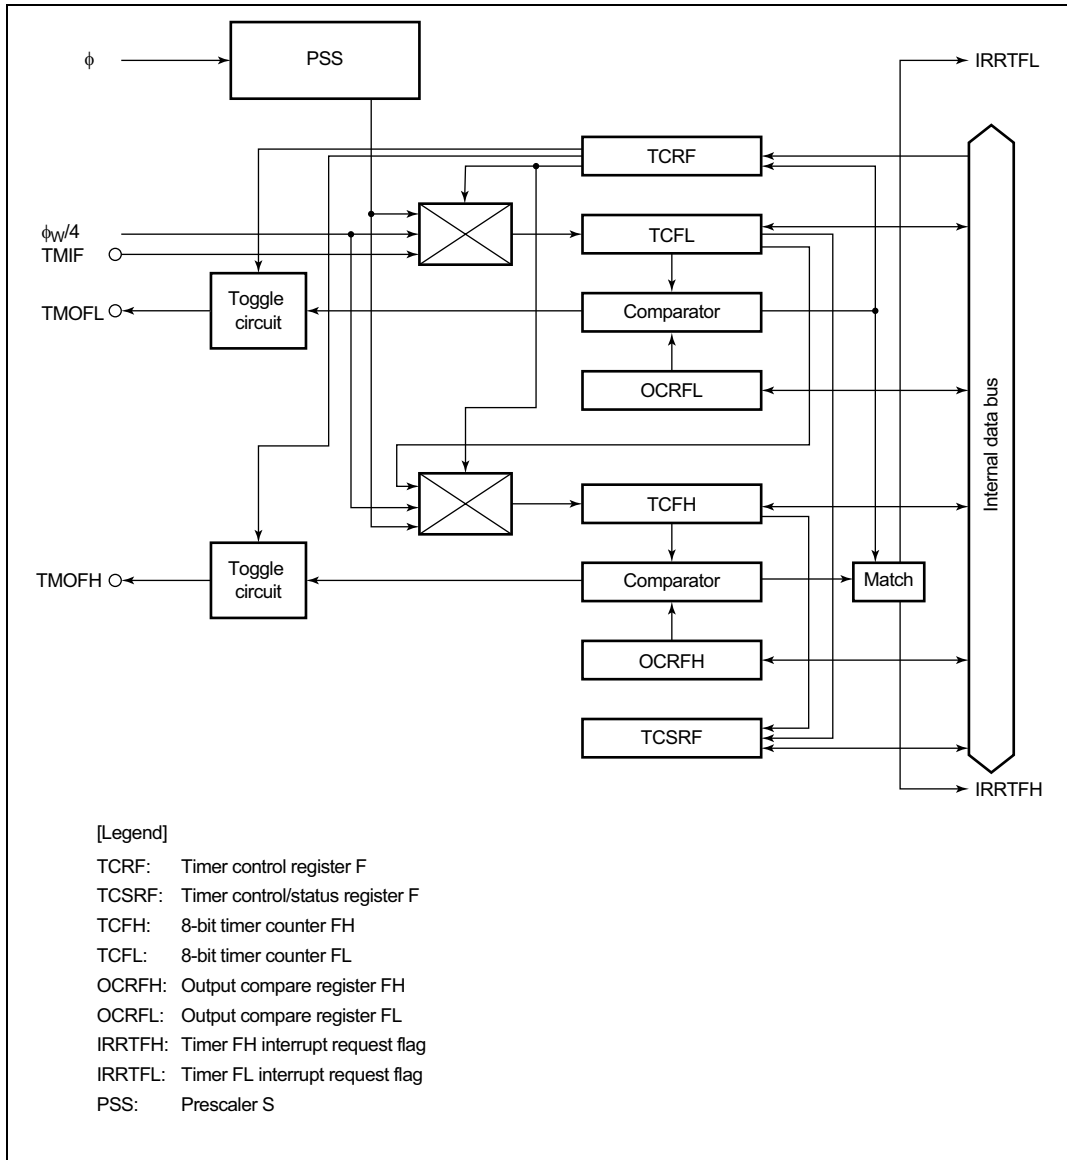 ϕ
PSS
IRRTFL
TCRF
ϕW/4
TMIF
TCFL
TMOFL
Toggle
circuit
Comparator
OCRFL
Internal data bus
TCFH
TMOFH
Toggle
circuit
Comparator
Match
OCRFH
TCSRF
IRRTFH
[Legend]
TCRF: Timer control register F
TCSRF: Timer control/status register F
TCFH: 8-bit timer counter FH
TCFL: 8-bit timer counter FL
OCRFH: Output compare register FH
OCRFL: Output compare register FL
IRRTFH: Timer FH interrupt request flag
IRRTFL: Timer FL interrupt request flag
PSS: Prescaler S